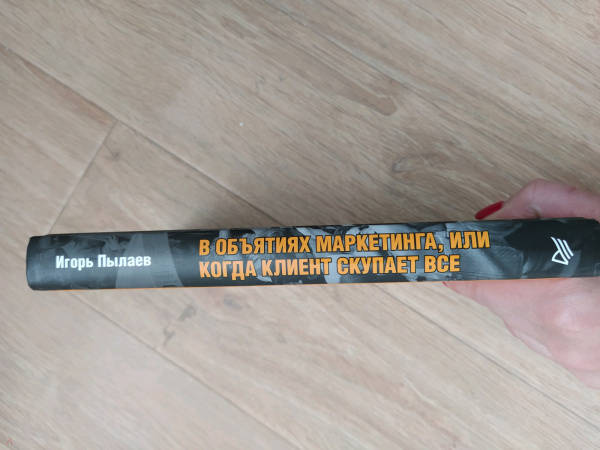 Игорь Пылаев
В ОБЪЯТИЯХ МАРКЕТИНГА, ИЛИ
КОГДА КЛИЕНТ СКУПАЕТ ВСЕ